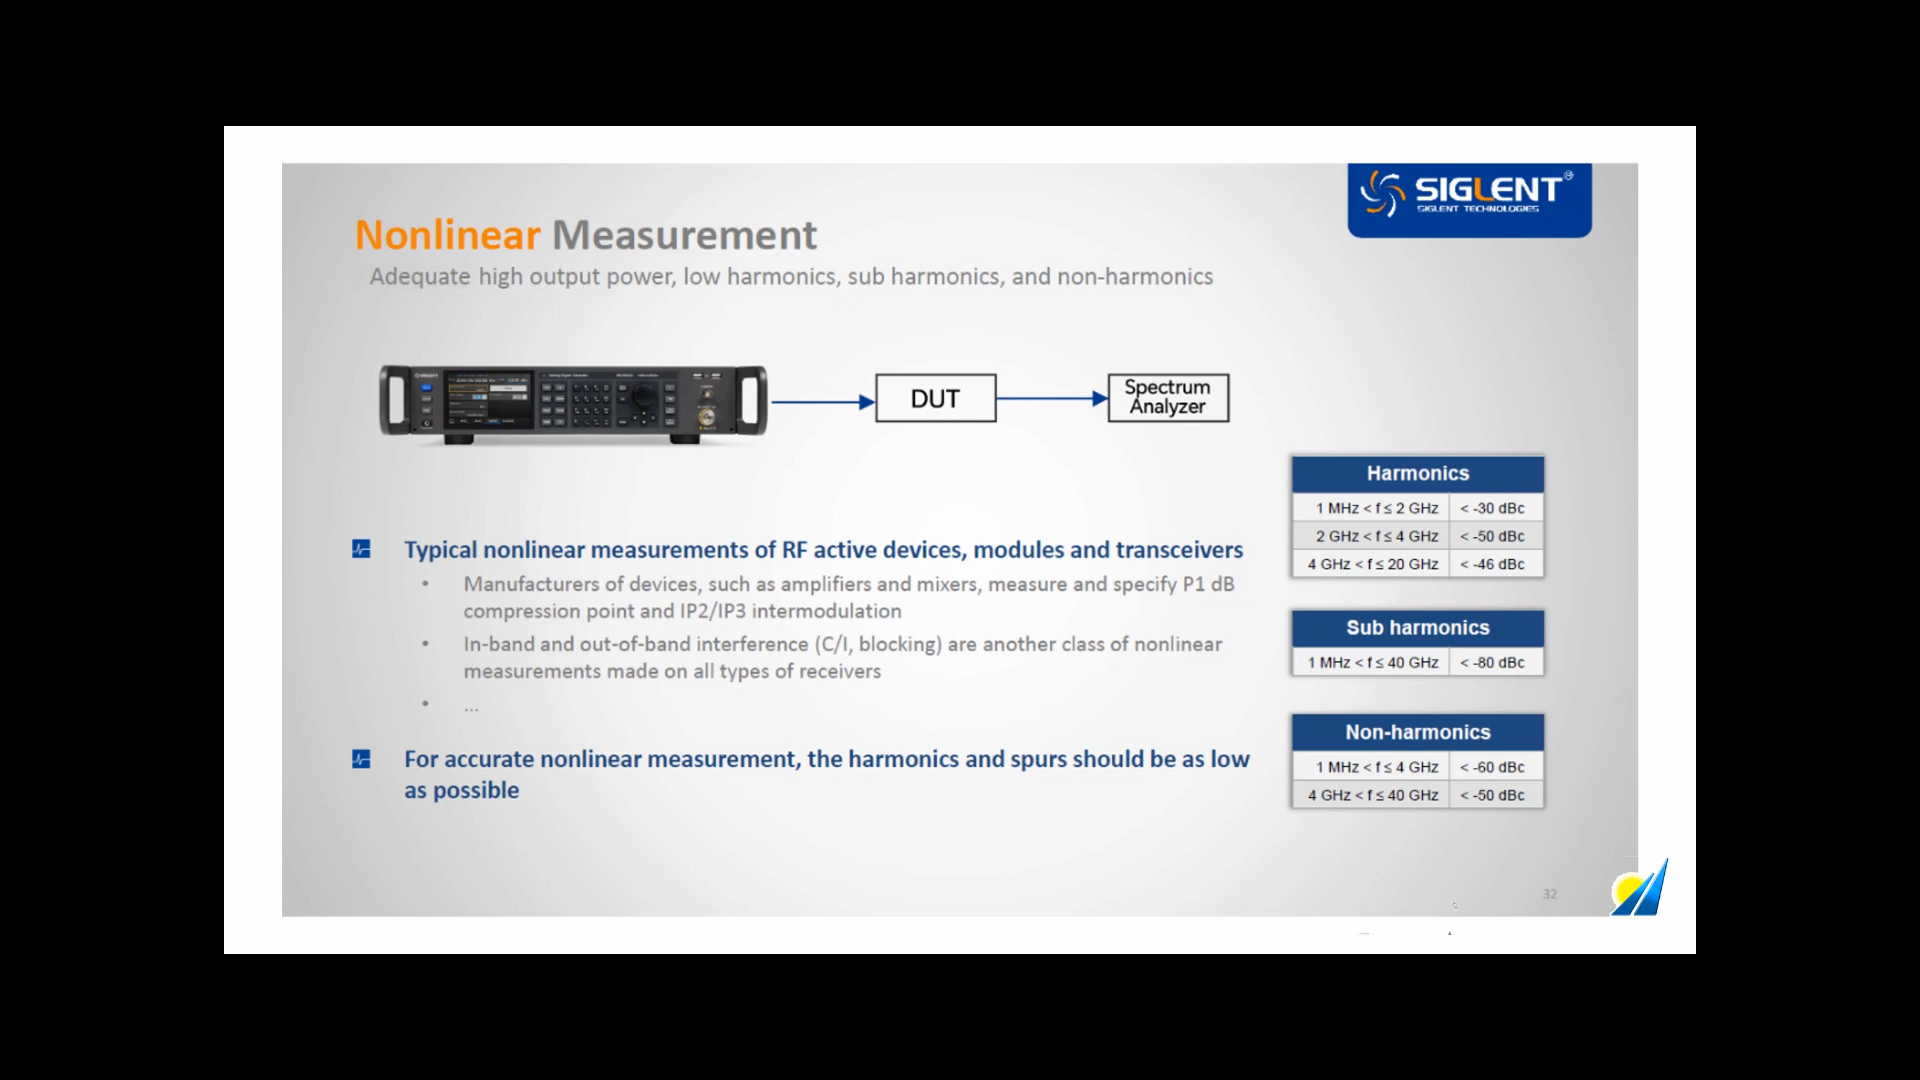 SIGLENT®
SIGLENT TECHNOLOGIES
Nonlinear Measurement
Adequate high output power, low harmonics, sub harmonics, and non-harmonics
DUT
Spectrum
Analyzer
Typical nonlinear measurements of RF active devices, modules and transceivers
• Manufacturers of devices, such as amplifiers and mixers, measure and specify P1 dB
compression point and IP2/IP3 intermodulation
• In-band and out-of-band interference (C/I, blocking) are another class of nonlinear
measurements made on all types of receivers
• ...
For accurate nonlinear measurement, the harmonics and spurs should be as low
as possible
Harmonics
1 MHz < f ≤ 2 GHz < -30 dBc
2 GHz < f ≤ 4 GHz < -50 dBc
4 GHz < f ≤ 20 GHz < -46 dBc
Sub harmonics
1 MHz < f ≤ 40 GHz < -80 dBc
Non-harmonics
1 MHz < f ≤ 4 GHz < -60 dBc
4 GHz < f ≤ 40 GHz < -50 dBc
32